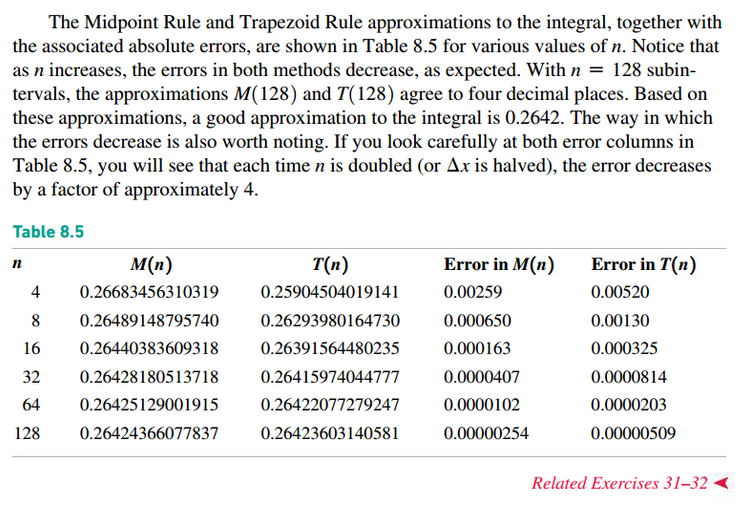 The Midpoint Rule and Trapezoid Rule approximations to the integral, together with
the associated absolute errors, are shown in Table 8.5 for various values of n. Notice that
as n increases, the errors in both methods decrease, as expected. With n = 128 subin-
tervals, the approximations M(128) and T(128) agree to four decimal places. Based on
these approximations, a good approximation to the integral is 0.2642. The way in which
the errors decrease is also worth noting. If you look carefully at both error columns in
Table 8.5, you will see that each time n is doubled (or Δx is halved), the error decreases
by a factor of approximately 4.
Table 8.5
n M(n) T(n) Error in M(n) Error in T(n)
4 0.26683456310319 0.25904504019141 0.00259 0.00520
8 0.26489148795740 0.26293980164730 0.000650 0.00130
16 0.26440383609318 0.26391564480235 0.000163 0.000325
32 0.26428180513718 0.26415974044777 0.0000407 0.0000814
64 0.26425129001915 0.26422077279247 0.0000102 0.0000203
128 0.26424366077837 0.26423603140581 0.00000254 0.00000509
Related Exercises 31–32 ◄